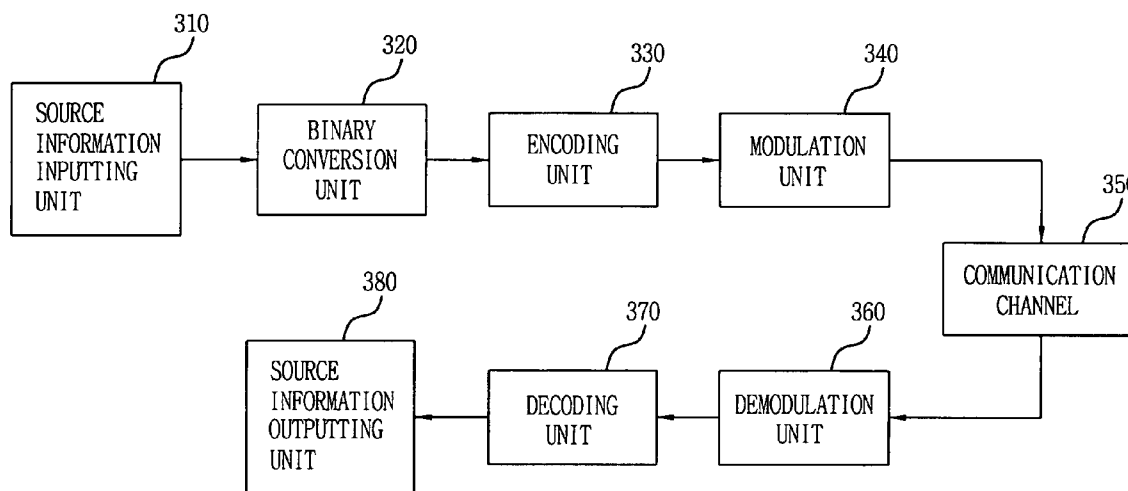 310
320
330
340
SOURCE
INFORMATION
INPUTTING
UNIT
BINARY
CONVERSION
UNIT
ENCODING
UNIT
MODULATION
UNIT
350
COMMUNICATION
CHANNEL
380
370
360
SOURCE
INFORMATION
OUTPUTTING
UNIT
DECODING
UNIT
DEMODULATION
UNIT